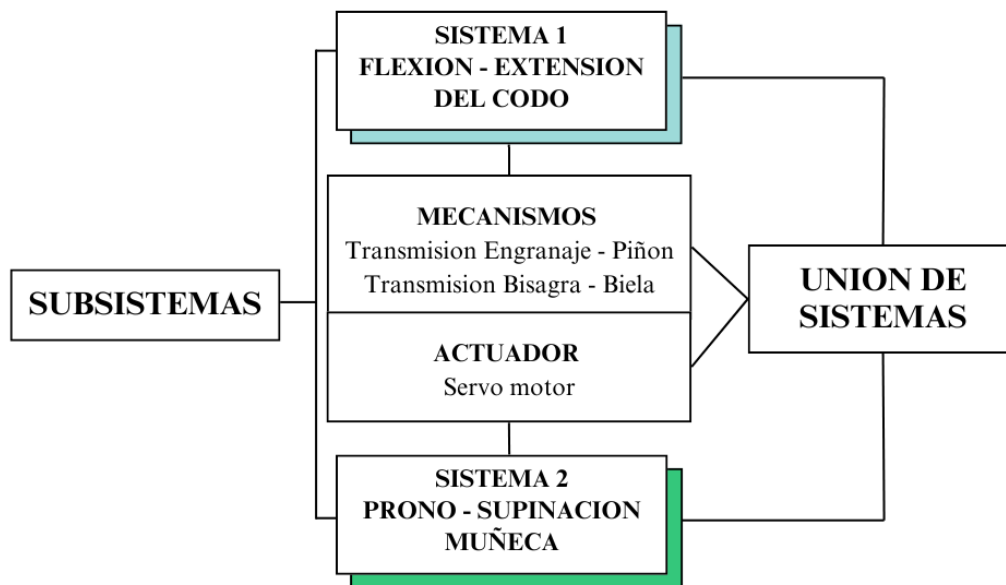 SISTEMA 1
FLEXION - EXTENSION
DEL CODO
MECANISMOS
Transmision Engranaje - Piñon
Transmision Bisagra - Biela
SUBSISTEMAS
UNION DE
SISTEMAS
ACTUADOR
Servo motor
SISTEMA 2
PRONO - SUPINACION
MUÑECA